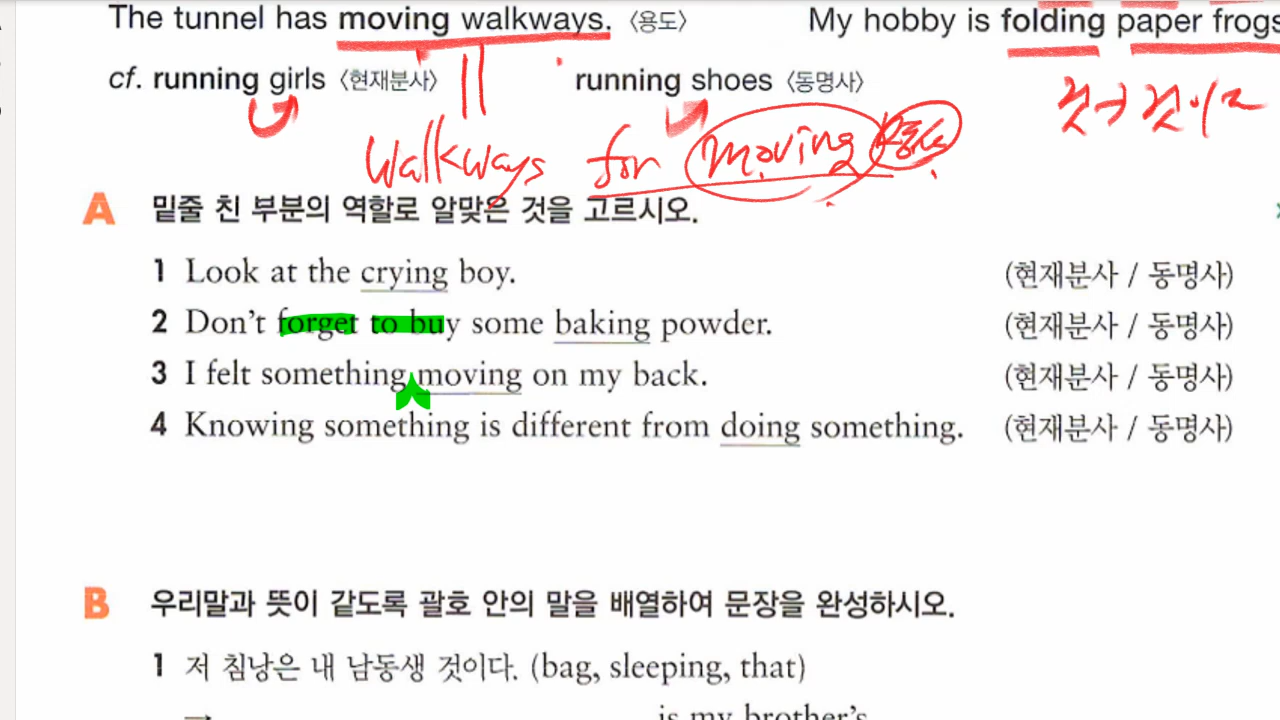 The tunnel has moving walkways. 〈용도〉
My hobby is folding paper frogs
cf. running girls 〈현재분사〉 running shoes 〈동명사〉
것 것이다
Walkways for moving
A 밑줄 친 부분의 역할로 알맞은 것을 고르시오.
1 Look at the crying boy. (현재분사 / 동명사)
2 Don't forget to buy some baking powder. (현재분사 / 동명사)
3 I felt something moving on my back. (현재분사 / 동명사)
4 Knowing something is different from doing something. (현재분사 / 동명사)
B 우리말과 뜻이 같도록 괄호 안의 말을 배열하여 문장을 완성하시오.
1 저 침낭은 내 남동생 것이다. (bag, sleeping, that)
→ is my brother's